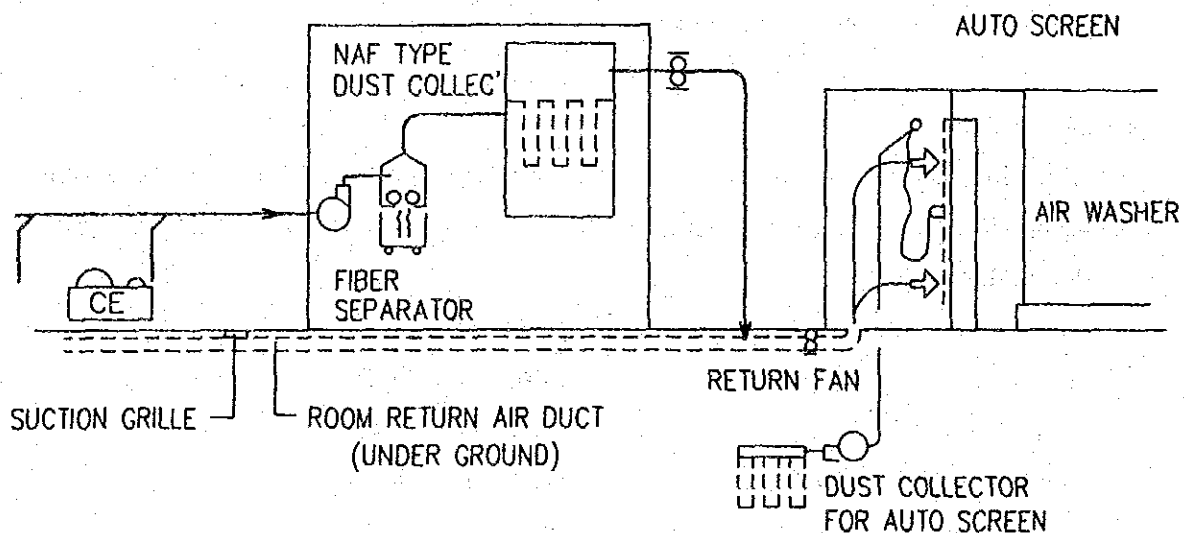 AUTO SCREEN
NAF TYPE
DUST COLLEC'
AIR WASHER
CE
FIBER
SEPARATOR
RETURN FAN
SUCTION GRILLE
ROOM RETURN AIR DUCT
(UNDER GROUND)
DUST COLLECTOR
FOR AUTO SCREEN